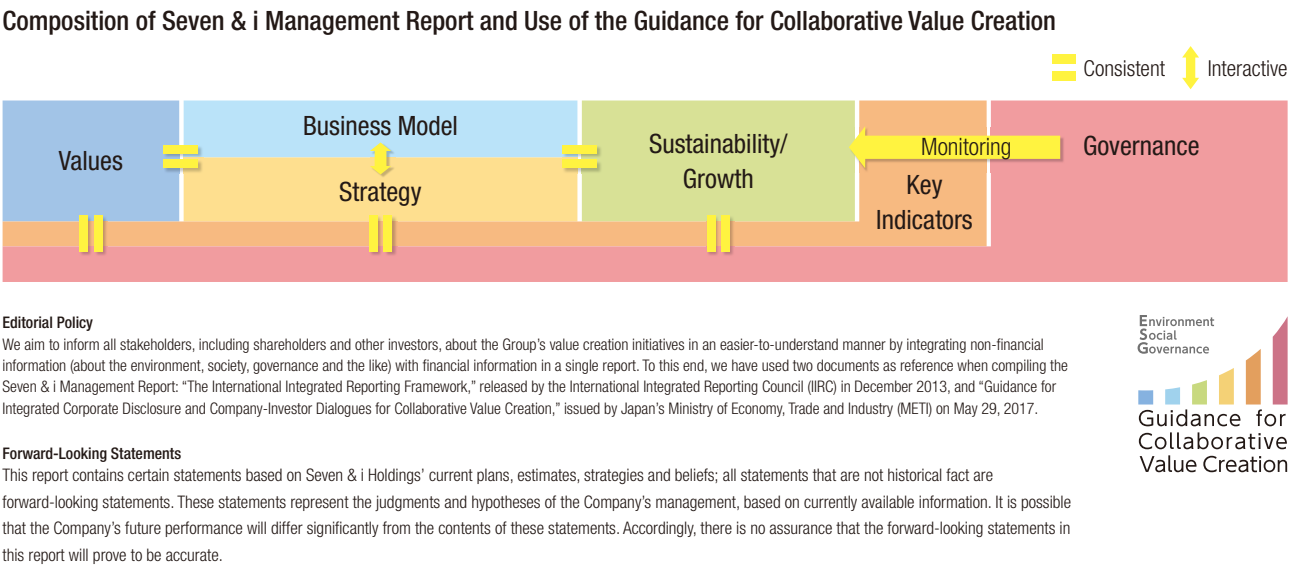 Composition of Seven & i Management Report and Use of the Guidance for Collaborative Value Creation
Consistent
Interactive
Values
Business Model
Strategy
Sustainability/
Growth
Monitoring
Key
Indicators
Governance
Editorial Policy
We aim to inform all stakeholders, including shareholders and other investors, about the Group’s value creation initiatives in an easier-to-understand manner by integrating non-financial
information (about the environment, society, governance and the like) with financial information in a single report. To this end, we have used two documents as reference when compiling the
Seven & i Management Report: “The International Integrated Reporting Framework,” released by the International Integrated Reporting Council (IIRC) in December 2013, and “Guidance for
Integrated Corporate Disclosure and Company-Investor Dialogues for Collaborative Value Creation,” issued by Japan’s Ministry of Economy, Trade and Industry (METI) on May 29, 2017.
Forward-Looking Statements
This report contains certain statements based on Seven & i Holdings’ current plans, estimates, strategies and beliefs; all statements that are not historical fact are
forward-looking statements. These statements represent the judgments and hypotheses of the Company’s management, based on currently available information. It is possible
that the Company’s future performance will differ significantly from the contents of these statements. Accordingly, there is no assurance that the forward-looking statements in
this report will prove to be accurate.
Environment
Social
Governance
Guidance for
Collaborative
Value Creation